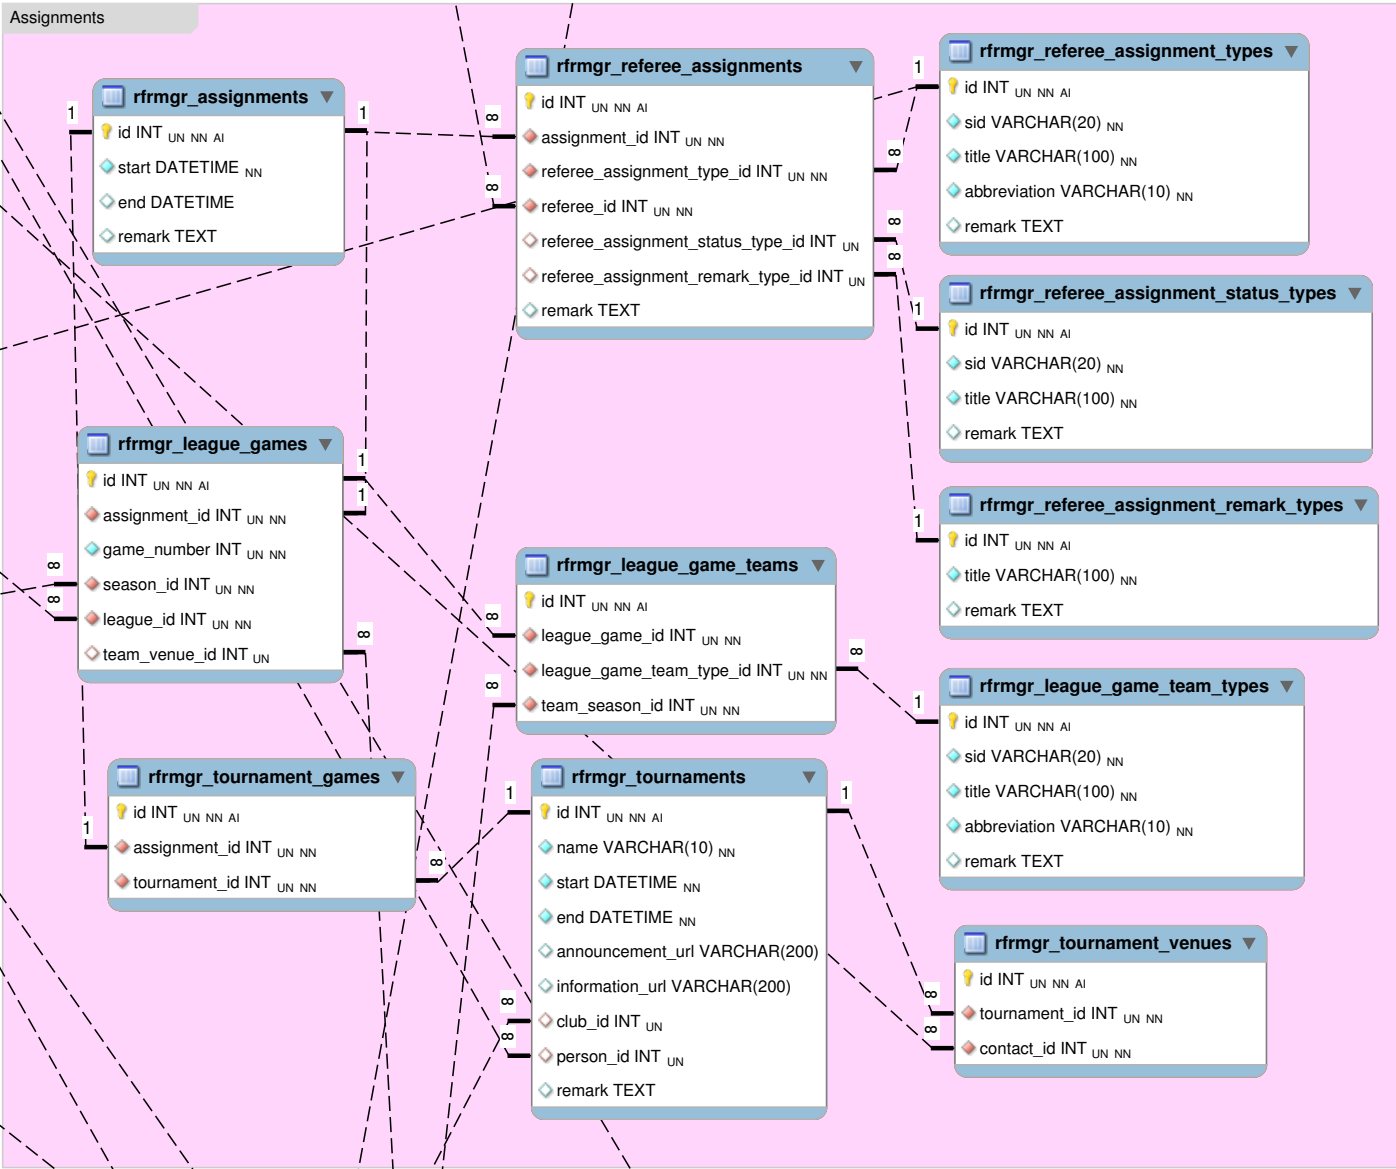 Assignments
rfrmgr_assignments
id INT UN NN AI
start DATETIME NN
end DATETIME
remark TEXT
rfrmgr_referee_assignments
id INT UN NN AI
assignment_id INT UN NN
referee_assignment_type_id INT UN NN
referee_id INT UN NN
referee_assignment_status_type_id INT UN
referee_assignment_remark_type_id INT UN
remark TEXT
rfrmgr_referee_assignment_types
id INT UN NN AI
sid VARCHAR(20) NN
title VARCHAR(100) NN
abbreviation VARCHAR(10) NN
remark TEXT
rfrmgr_referee_assignment_status_types
id INT UN NN AI
sid VARCHAR(20) NN
title VARCHAR(100) NN
remark TEXT
rfrmgr_referee_assignment_remark_types
id INT UN NN AI
title VARCHAR(100) NN
remark TEXT
rfrmgr_league_games
id INT UN NN AI
assignment_id INT UN NN
game_number INT UN NN
season_id INT UN NN
league_id INT UN NN
team_venue_id INT UN
rfrmgr_league_game_teams
id INT UN NN AI
league_game_id INT UN NN
league_game_team_type_id INT UN NN
team_season_id INT UN NN
rfrmgr_league_game_team_types
id INT UN NN AI
sid VARCHAR(20) NN
title VARCHAR(100) NN
abbreviation VARCHAR(10) NN
remark TEXT
rfrmgr_tournament_games
id INT UN NN AI
assignment_id INT UN NN
tournament_id INT UN NN
rfrmgr_tournaments
id INT UN NN AI
name VARCHAR(10) NN
start DATETIME NN
end DATETIME NN
announcement_url VARCHAR(200)
information_url VARCHAR(200)
club_id INT UN
person_id INT UN
remark TEXT
rfrmgr_tournament_venues
id INT UN NN AI
tournament_id INT UN NN
contact_id INT UN NN
1
1
∞
∞
1
∞
∞
∞
1
1
1
1
∞
∞
∞
∞
∞
∞
1
1
∞
1
1
∞
∞
∞
∞